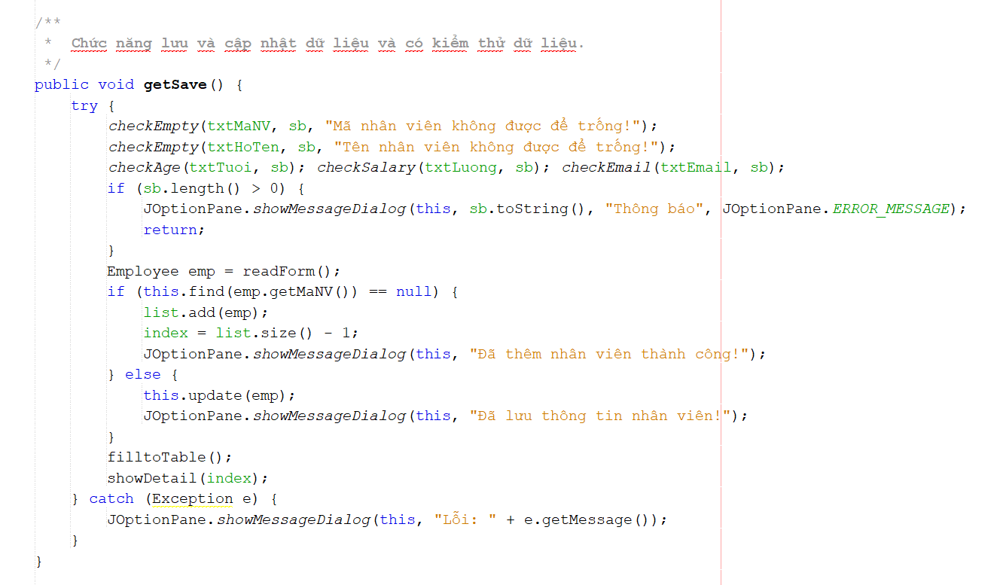 /**
 *  Chức năng lưu và cập nhật dữ liệu và có kiểm thử dữ liệu.
 */
public void getSave() {
    try {
        checkEmpty(txtMaNV, sb, "Mã nhân viên không được để trống!");
        checkEmpty(txtHoTen, sb, "Tên nhân viên không được để trống!");
        checkAge(txtTuoi, sb); checkSalary(txtLuong, sb); checkEmail(txtEmail, sb);
        if (sb.length() > 0) {
            JOptionPane.showMessageDialog(this, sb.toString(), "Thông báo", JOptionPane.ERROR_MESSAGE);
            return;
        }
        Employee emp = readForm();
        if (this.find(emp.getMaNV()) == null) {
            list.add(emp);
            index = list.size() - 1;
            JOptionPane.showMessageDialog(this, "Đã thêm nhân viên thành công!");
        } else {
            this.update(emp);
            JOptionPane.showMessageDialog(this, "Đã lưu thông tin nhân viên!");
        }
        filltoTable();
        showDetail(index);
    } catch (Exception e) {
        JOptionPane.showMessageDialog(this, "Lỗi: " + e.getMessage());
    }
}